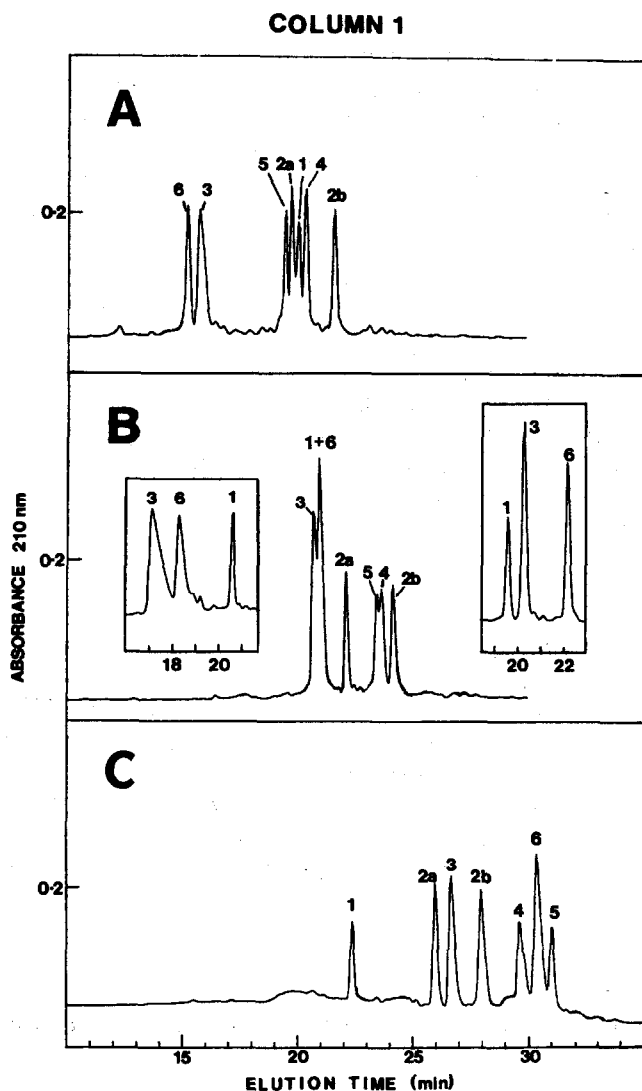 COLUMN 1
A
6 3 5 2a 1 4 2b
0·2
B
1+6
3 2a 5 4 2b
0·2
3 6 1
18 20
1 3 6
20 22
C
1 2a 3 2b 4 6 5
0·2
15 20 25 30
ABSORBANCE 210nm
ELUTION TIME (min)